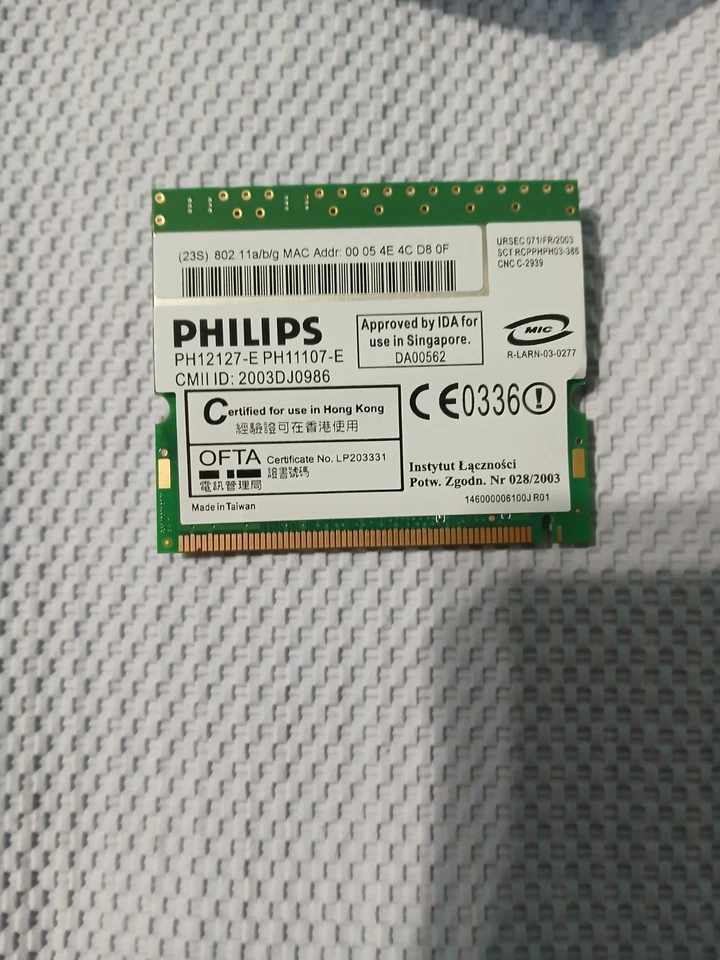 (23S) 802.11a/b/g MAC Addr: 00 05 4E 4C D8 0F
URSEC 071/FR/2003
SCT RCPPHPH03-386
CNC C-2939
PHILIPS
PH12127-E PH11107-E
CMII ID: 2003DJ0986
Approved by IDA for
use in Singapore.
DA00562
MIC
R-LARN-03-0277
Certified for use in Hong Kong
經驗證可在香港使用
OFTA Certificate No. LP203331
證書號碼
電訊管理局
CE0336!
Instytut Łączności
Potw. Zgodn. Nr 028/2003
146000006100J R01
Made in Taiwan